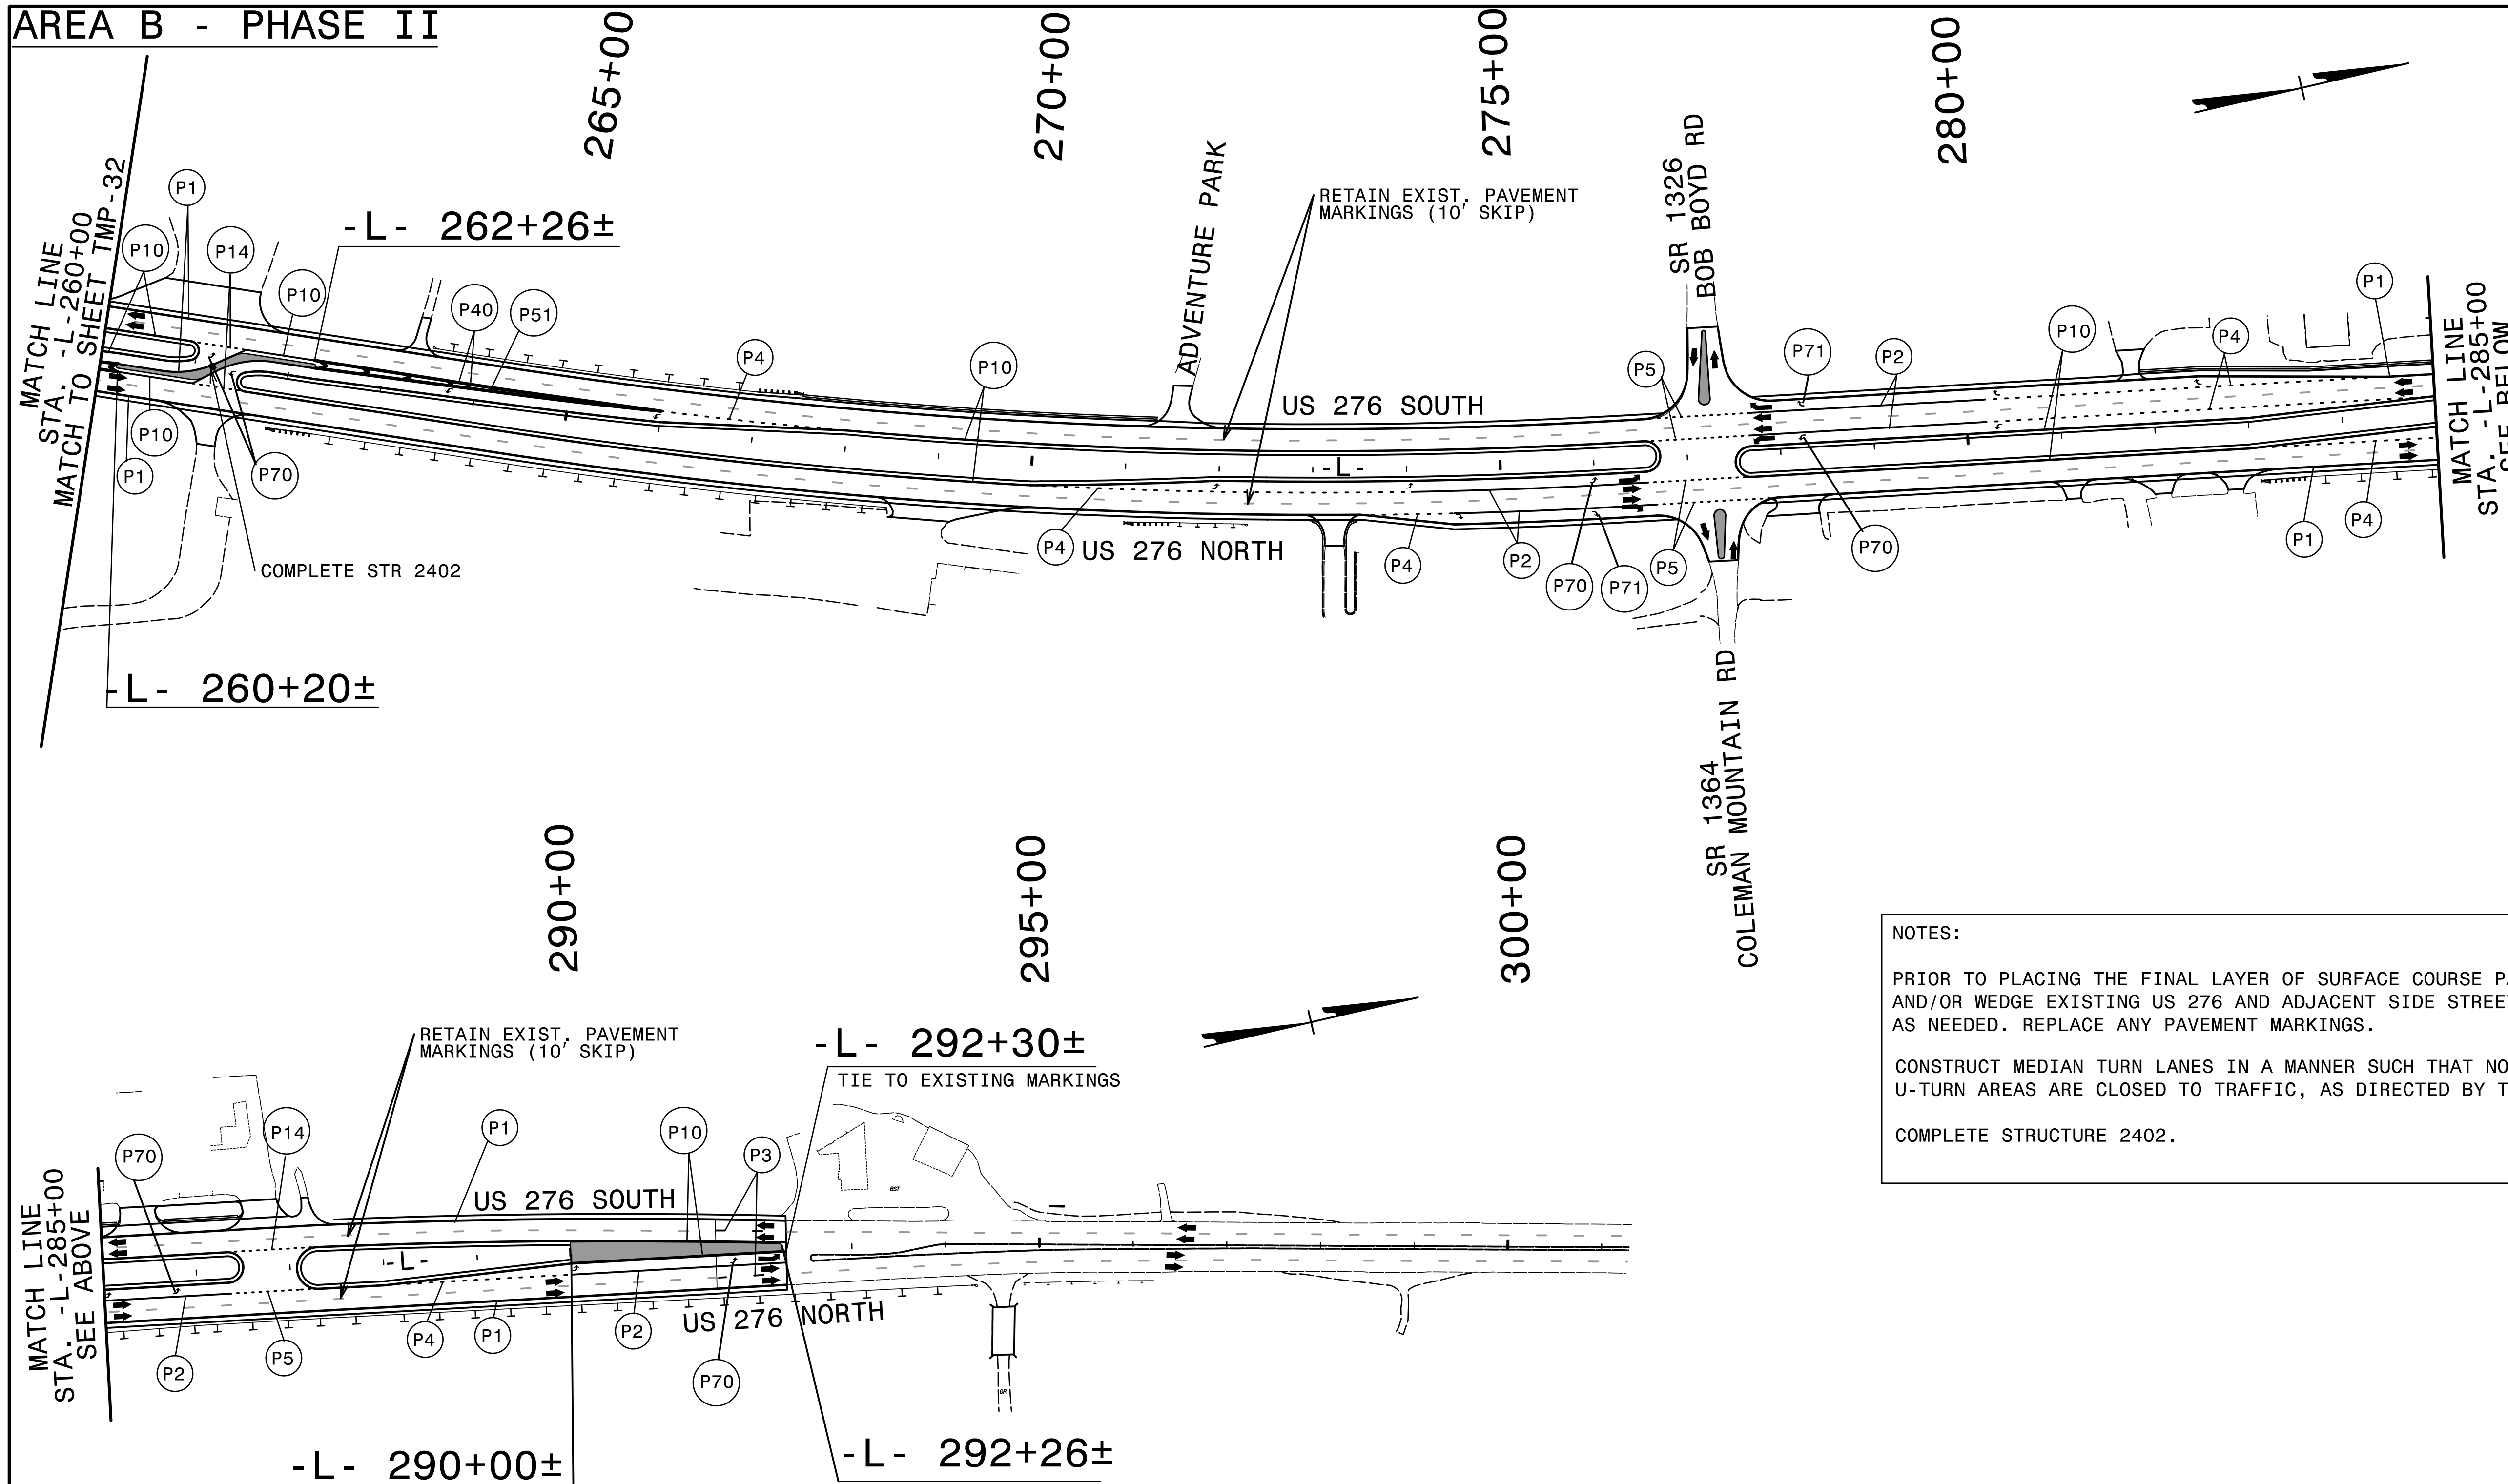 AREA B - PHASE II
265+00
270+00
275+00
280+00
MATCH LINE
STA. -L-260+00
MATCH TO SHEET TMP-32
P1
P10
P14
-L- 262+26±
P10
P40
P51
P4
P10
ADVENTURE PARK
RETAIN EXIST. PAVEMENT
MARKINGS (10' SKIP)
SR 1326
BOB BOYD RD
US 276 SOUTH
P5
P71
P2
P10
P4
P1
MATCH LINE
STA. -L-285+00
SEE BELOW
P10
P1
P70
COMPLETE STR 2402
-L- 260+20±
-L-
P4
US 276 NORTH
P4
P2
P70
P71
P5
P70
P1
P4
SR 1364
COLEMAN MOUNTAIN RD
290+00
295+00
300+00
NOTES:
PRIOR TO PLACING THE FINAL LAYER OF SURFACE COURSE
AND/OR WEDGE EXISTING US 276 AND ADJACENT SIDE
AS NEEDED. REPLACE ANY PAVEMENT MARKINGS.
CONSTRUCT MEDIAN TURN LANES IN A MANNER SUCH THAT NO
U-TURN AREAS ARE CLOSED TO TRAFFIC, AS DIRECTED BY
COMPLETE STRUCTURE 2402.
RETAIN EXIST. PAVEMENT
MARKINGS (10' SKIP)
-L- 292+30±
TIE TO EXISTING MARKINGS
MATCH LINE
STA. -L-285+00
SEE ABOVE
P70
P14
P1
P10
P3
BST
US 276 SOUTH
-L-
US 276 NORTH
P2
P5
P4
P1
P2
P70
GR
-L- 290+00±
-L- 292+26±